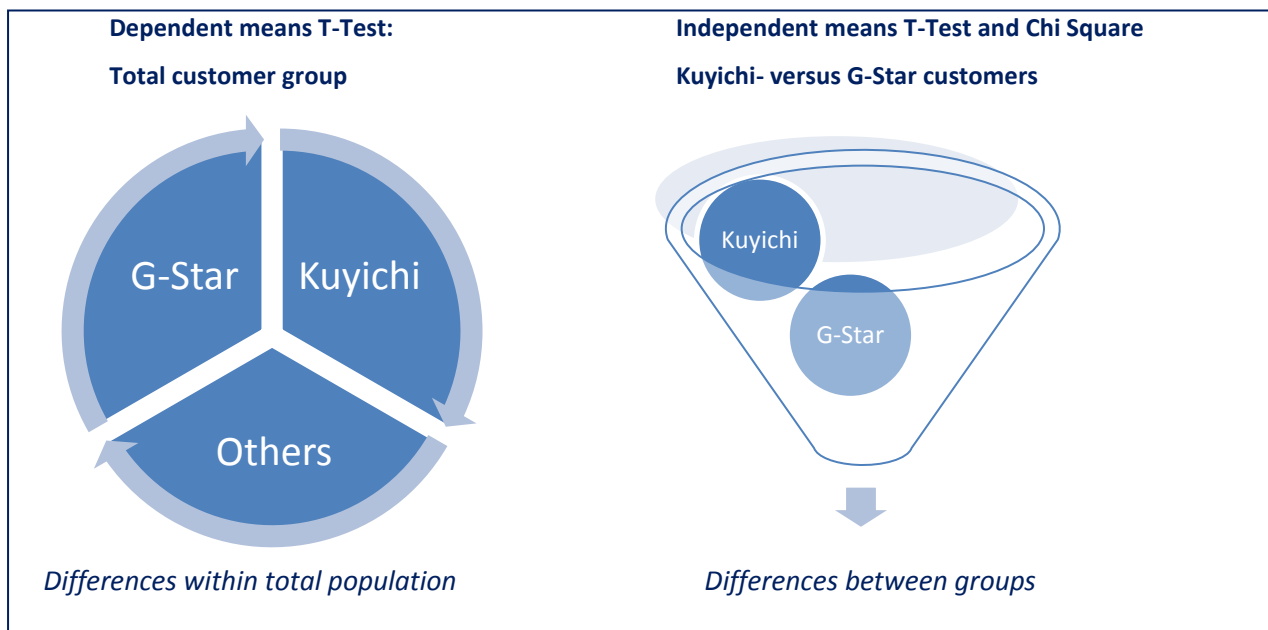 Dependent means T-Test:
Total customer group
G-Star
Kuyichi
Others
Differences within total population
Independent means T-Test and Chi Square
Kuyichi- versus G-Star customers
Kuyichi
G-Star
Differences between groups